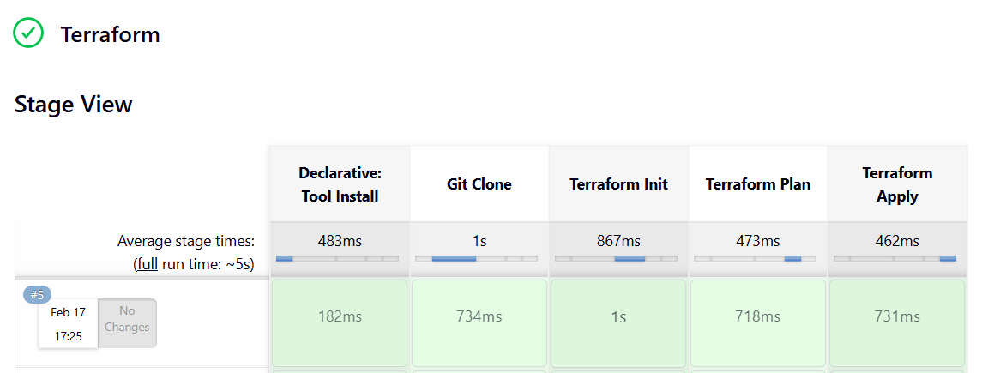 Terraform
Stage View
Declarative:
Tool Install
Git Clone
Terraform Init
Terraform Plan
Terraform
Apply
Average stage times:
(full run time: ~5s)
483ms
1s
867ms
473ms
462ms
#5
Feb 17
17:25
No
Changes
182ms
734ms
1s
718ms
731ms